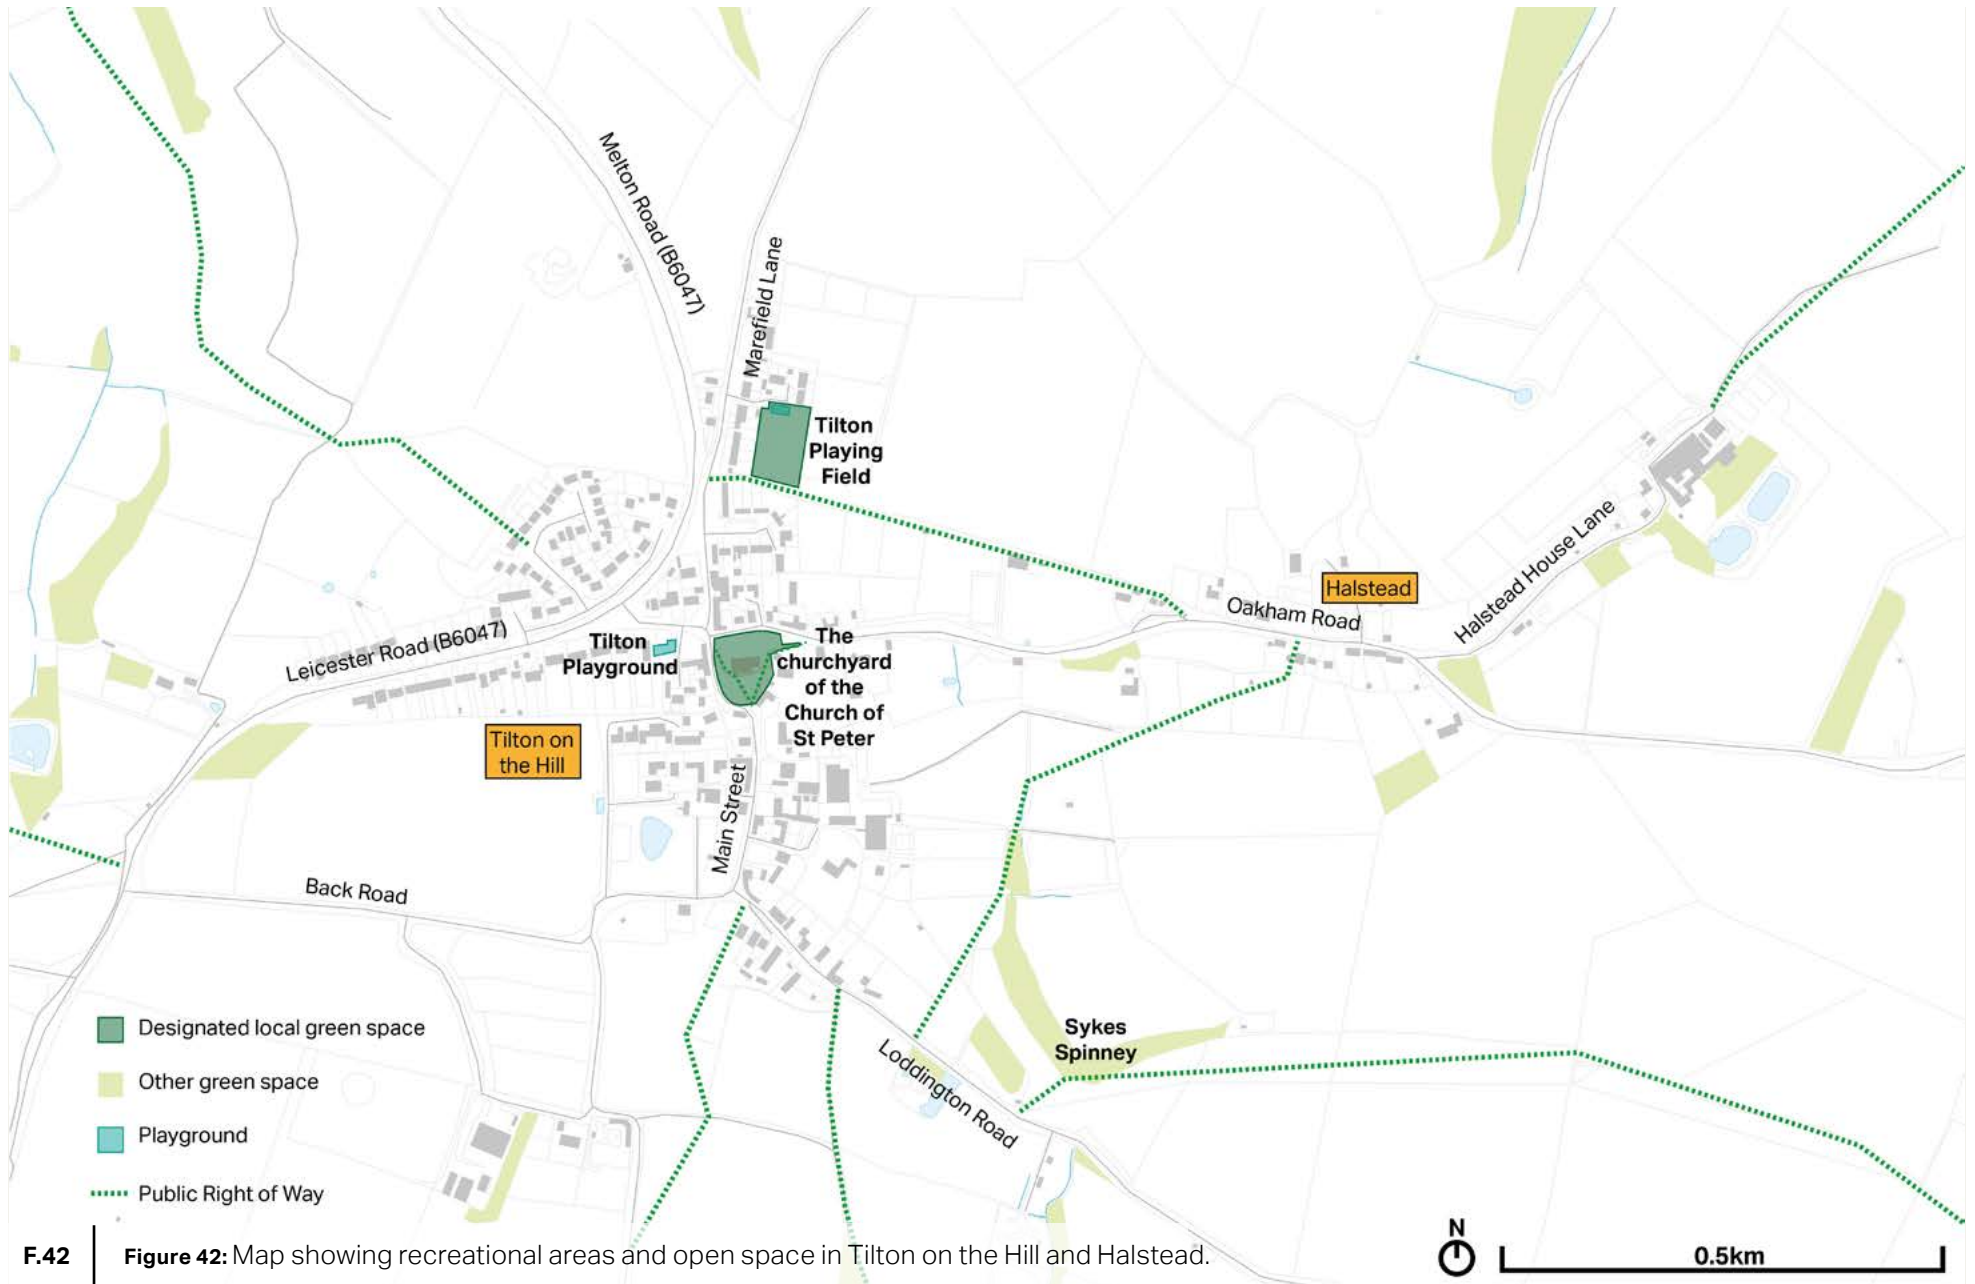 Melton Road (B6047)
Marefield Lane
Tilton
Playing
Field
Halstead
Oakham Road
Halstead House Lane
Leicester Road (B6047)
Tilton
Playground
The
churchyard
of the
Church of
St Peter
Tilton on
the Hill
Main Street
Back Road
Sykes
Spinney
Loddington Road
Designated local green space
Other green space
Playground
Public Right of Way
N
0.5km
F.42
Figure 42: Map showing recreational areas and open space in Tilton on the Hill and Halstead.